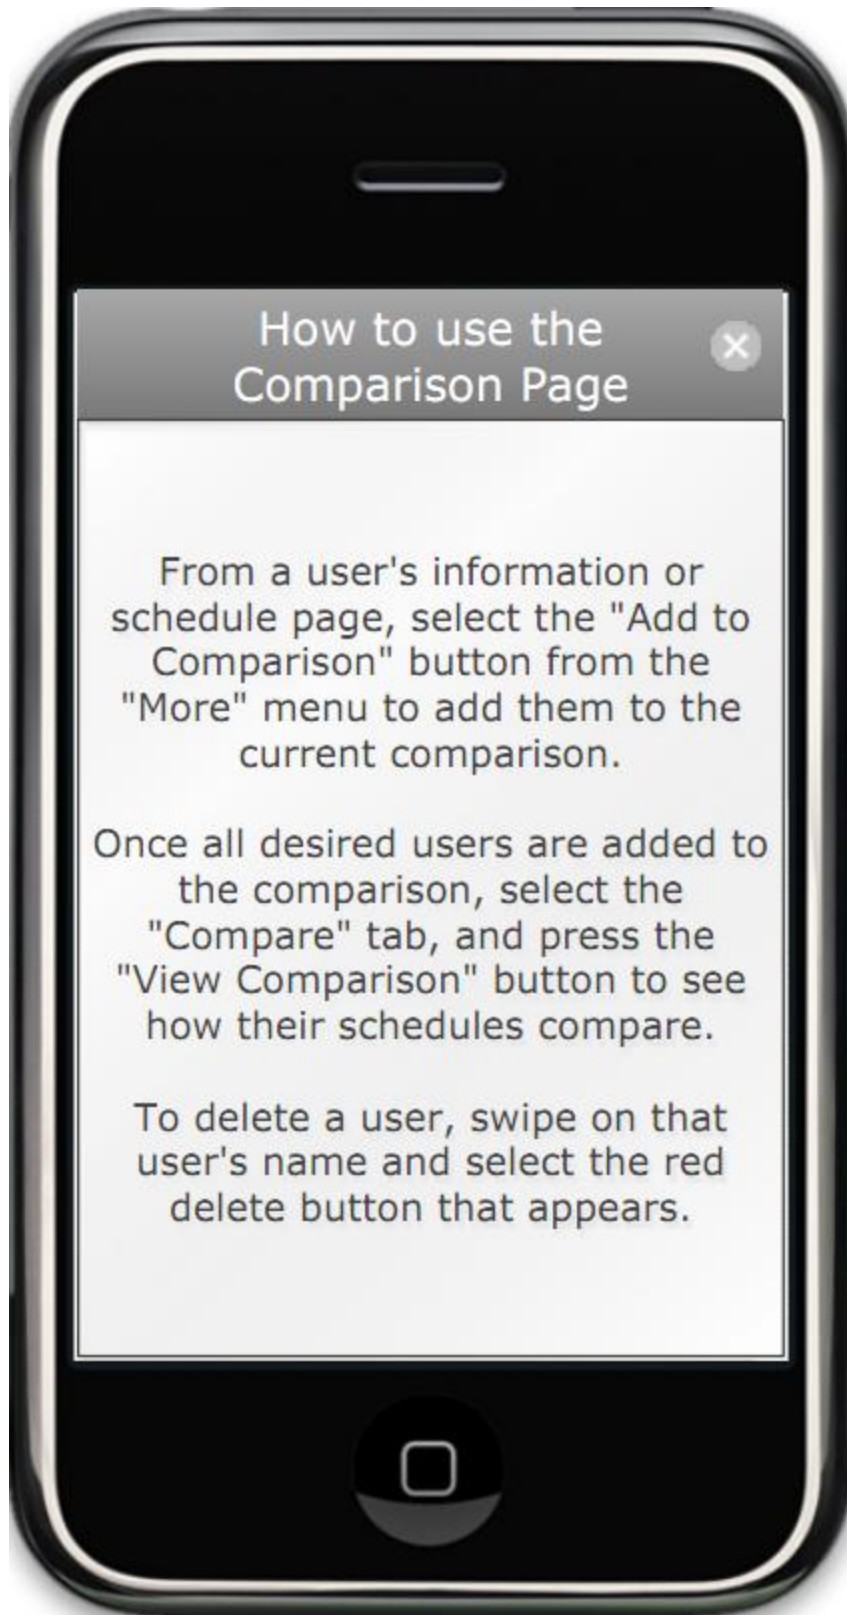 How to use the
Comparison Page
From a user's information or
schedule page, select the "Add to
Comparison" button from the
"More" menu to add them to the
current comparison.
Once all desired users are added to
the comparison, select the
"Compare" tab, and press the
"View Comparison" button to see
how their schedules compare.
To delete a user, swipe on that
user's name and select the red
delete button that appears.